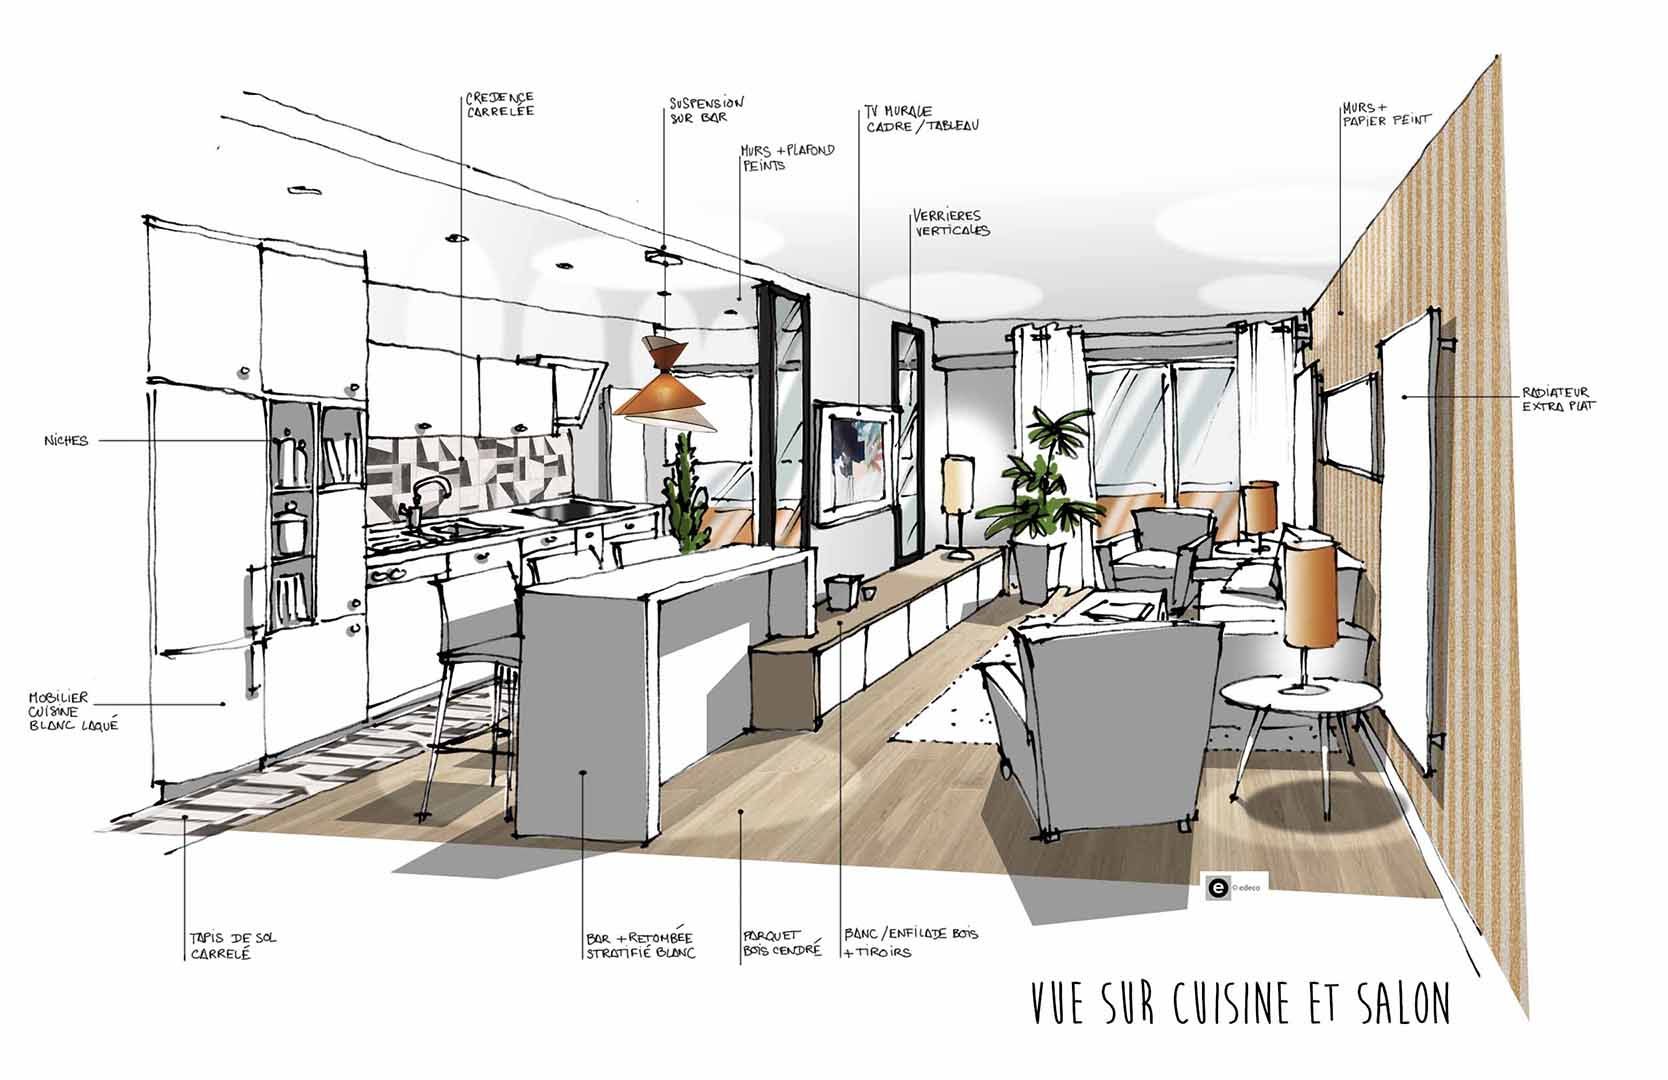 CREDENCE
CARRELÉE
SUSPENSION
SUR BAR
MURS + PLAFOND
PEINTS
TV MURALE
CADRE / TABLEAU
VERRIERES
VERTICALES
MURS +
PAPIER PEINT
NICHES
RADIATEUR
EXTRA PLAT
MOBILIER
CUISINE
BLANC LAQUÉ
TAPIS DE SOL
CARRELÉ
BAR + RETOMBÉE
STRATIFIÉ BLANC
PARQUET
BOIS CENDRÉ
BANC / ENFILADE BOIS
+ TIROIRS
e © edeco
VUE SUR CUISINE ET SALON